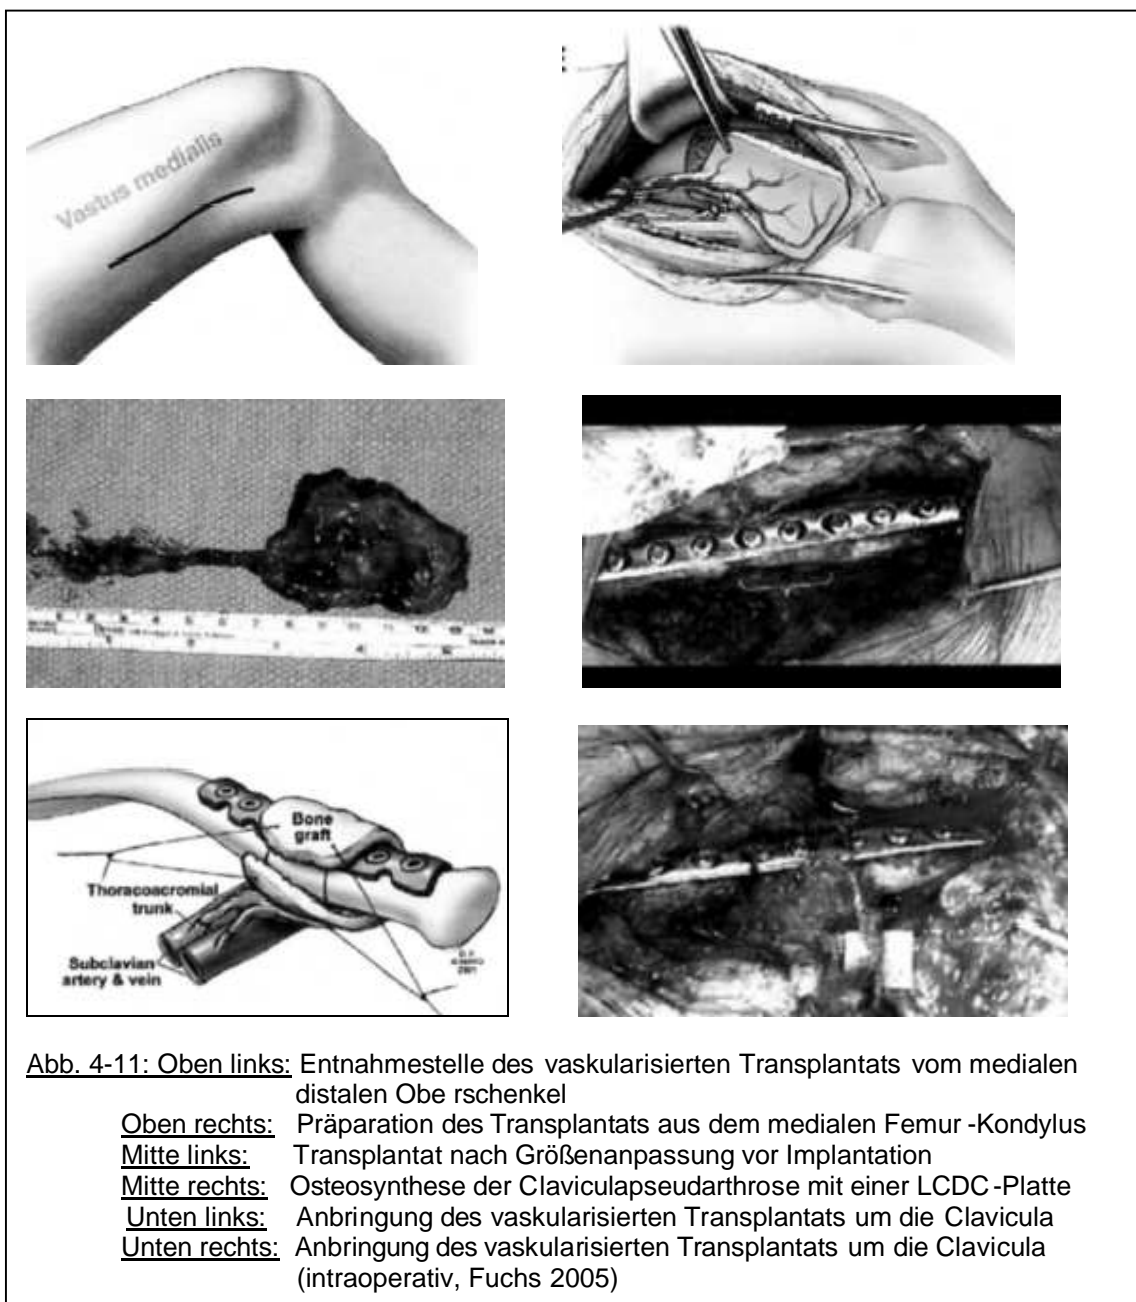 Vastus medialis
Bone
graft
Thoracoacromial
trunk
Subclavian
artery & vein
Abb. 4-11: Oben links: Entnahmestelle des vaskularisierten Transplantats vom medialen
distalen Obe rschenkel
Oben rechts: Präparation des Transplantats aus dem medialen Femur -Kondylus
Mitte links: Transplantat nach Größenanpassung vor Implantation
Mitte rechts: Osteosynthese der Claviculapseudarthrose mit einer LCDC -Platte
Unten links: Anbringung des vaskularisierten Transplantats um die Clavicula
Unten rechts: Anbringung des vaskularisierten Transplantats um die Clavicula
(intraoperativ, Fuchs 2005)